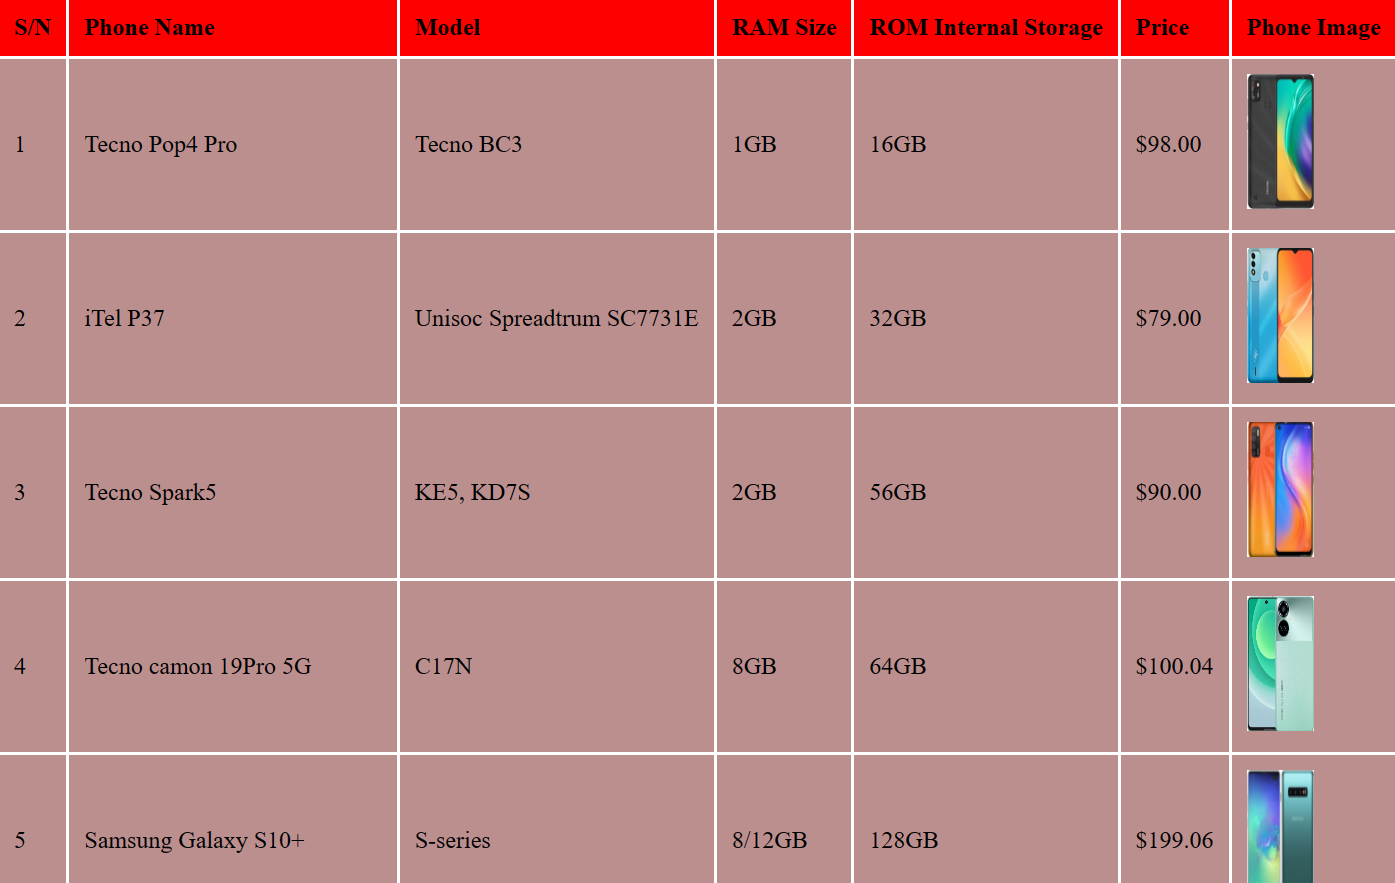 S/N Phone Name Model RAM Size ROM Internal Storage Price Phone Image
1 Tecno Pop4 Pro Tecno BC3 1GB 16GB $98.00
2 iTel P37 Unisoc Spreadtrum SC7731E 2GB 32GB $79.00
3 Tecno Spark5 KE5, KD7S 2GB 56GB $90.00
4 Tecno camon 19Pro 5G C17N 8GB 64GB $100.04
5 Samsung Galaxy S10+ S-series 8/12GB 128GB $199.06